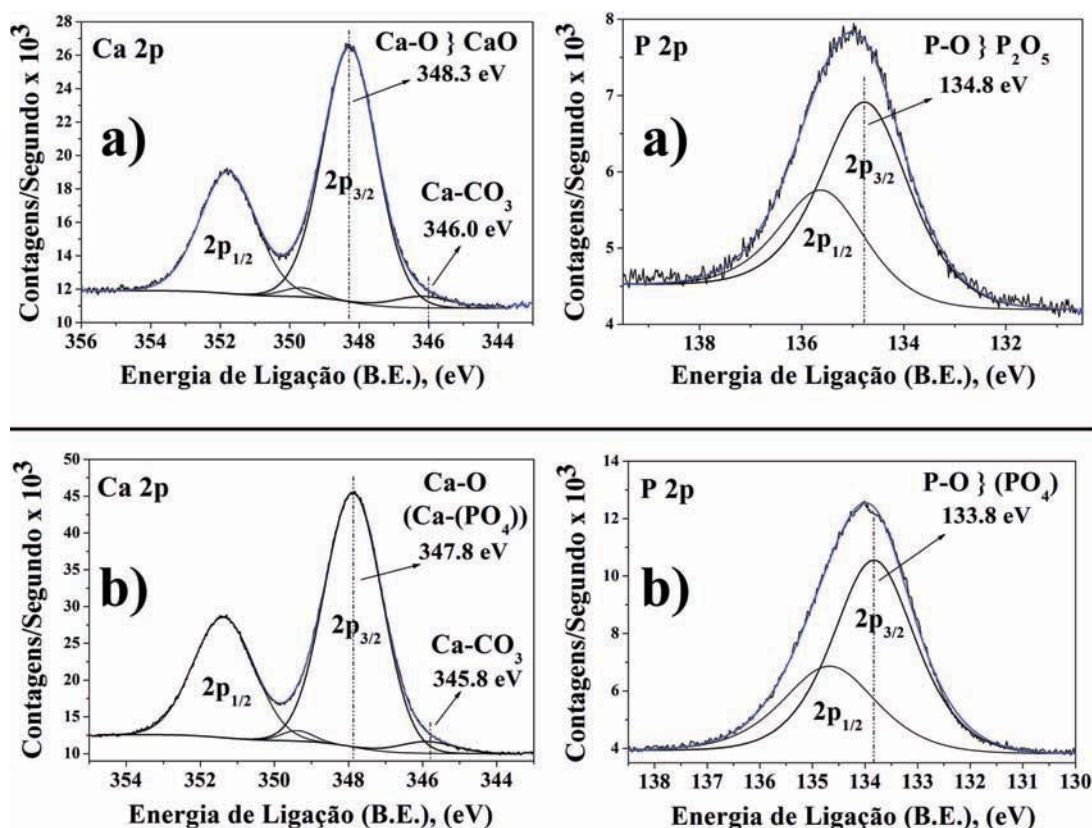 Ca 2p
Ca-O } CaO
348.3 eV
a)
2p3/2
Ca-CO3
346.0 eV
2p1/2
28
26
24
22
20
18
16
14
12
10
356 354 352 350 348 346 344
Contagens/Segundo x 10³
Energia de Ligação (B.E.), (eV)
P 2p
P-O } P2O5
134.8 eV
a)
2p3/2
2p1/2
8
7
6
5
4
138 136 134 132
Contagens/Segundo x 10³
Energia de Ligação (B.E.), (eV)
Ca 2p
Ca-O
(Ca-(PO4))
347.8 eV
b)
2p3/2
Ca-CO3
345.8 eV
2p1/2
50
45
40
35
30
25
20
15
10
354 352 350 348 346 344
Contagens/Segundo x 10³
Energia de Ligação (B.E.), (eV)
P 2p
P-O } (PO4)
133.8 eV
b)
2p3/2
2p1/2
14
12
10
8
6
4
138 137 136 135 134 133 132 131 130
Contagens/Segundo x 10³
Energia de Ligação (B.E.), (eV)